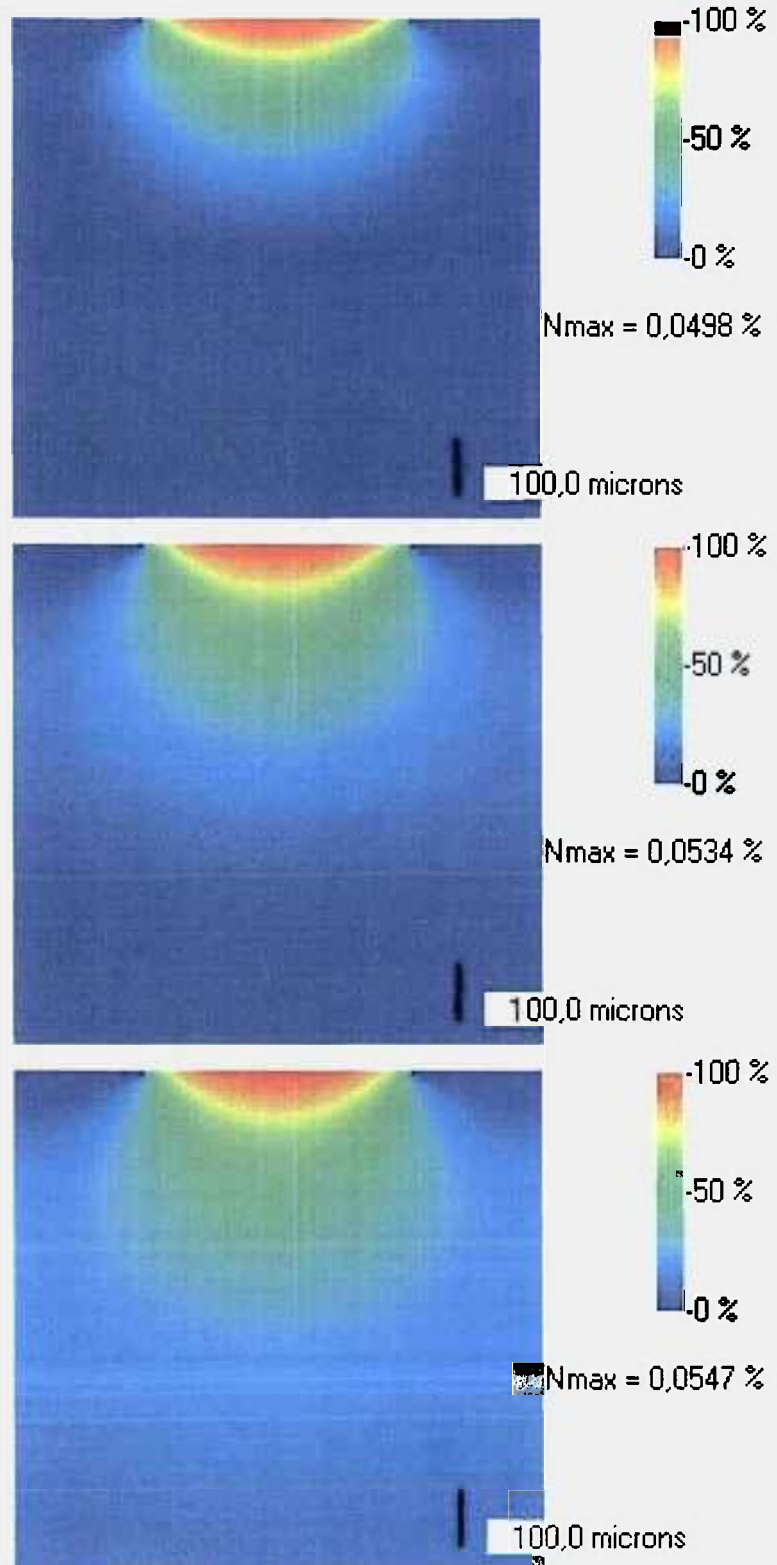 -100 %
-50 %
-0 %
Nmax = 0,0498 %
100,0 microns
-100 %
-50 %
-0 %
Nmax = 0,0534 %
100,0 microns
-100 %
-50 %
-0 %
Nmax = 0,0547 %
100,0 microns